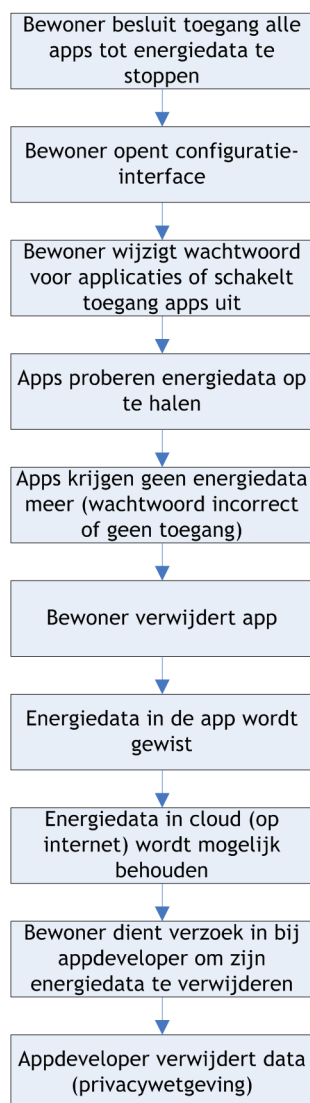 Bewoner besluit toegang alle
apps tot energiedata te
stoppen
Bewoner opent configuratie-
interface
Bewoner wijzigt wachtwoord
voor applicaties of schakelt
toegang apps uit
Apps proberen energiedata op
te halen
Apps krijgen geen energiedata
meer (wachtwoord incorrect
of geen toegang)
Bewoner verwijdert app
Energiedata in de app wordt
gewist
Energiedata in cloud (op
internet) wordt mogelijk
behouden
Bewoner dient verzoek in bij
appdeveloper om zijn
energiedata te verwijderen
Appdeveloper verwijdert data
(privacywetgeving)